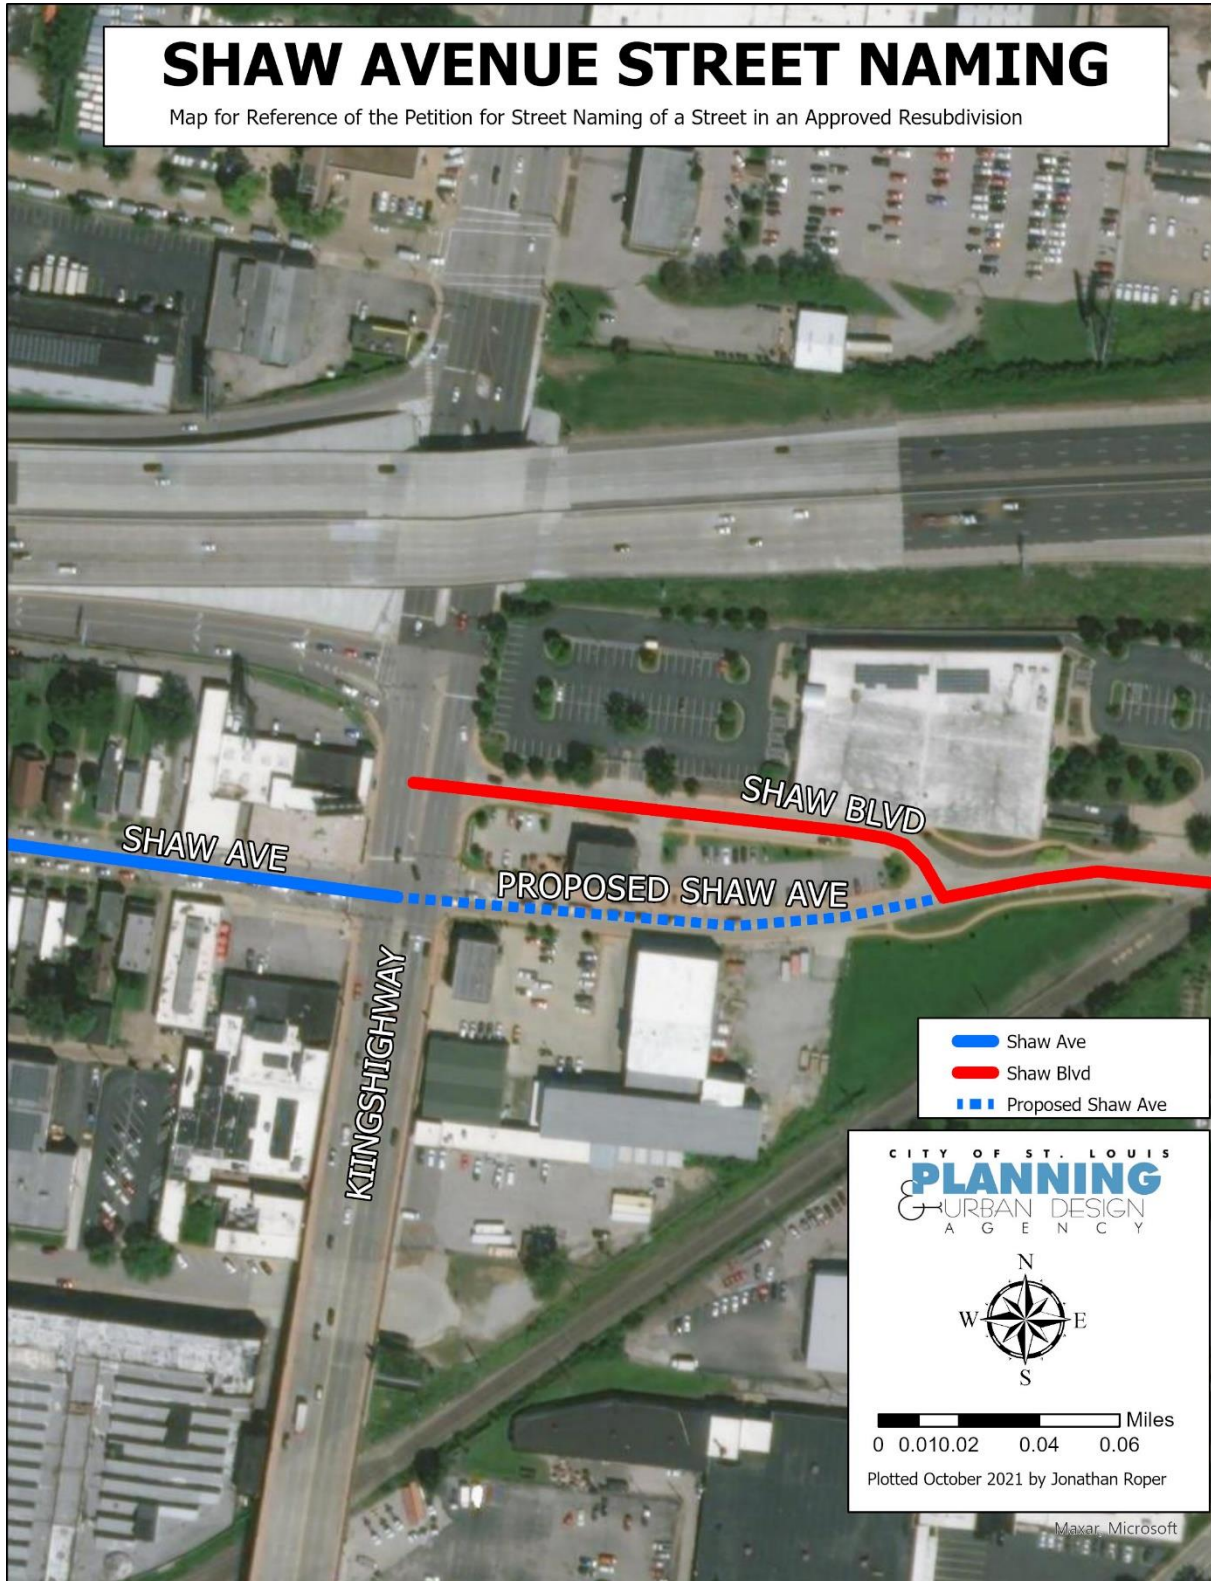 SHAW AVENUE STREET NAMING
Map for Reference of the Petition for Street Naming of a Street in an Approved Resubdivision
SHAW BLVD
SHAW AVE
PROPOSED SHAW AVE
KIINGSHIGHWAY
Shaw Ave
Shaw Blvd
Proposed Shaw Ave
CITY OF ST. LOUIS
PLANNING
& URBAN DESIGN
AGENCY
N
W E
S
Miles
0 0.010.02 0.04 0.06
Plotted October 2021 by Jonathan Roper
Maxar, Microsoft